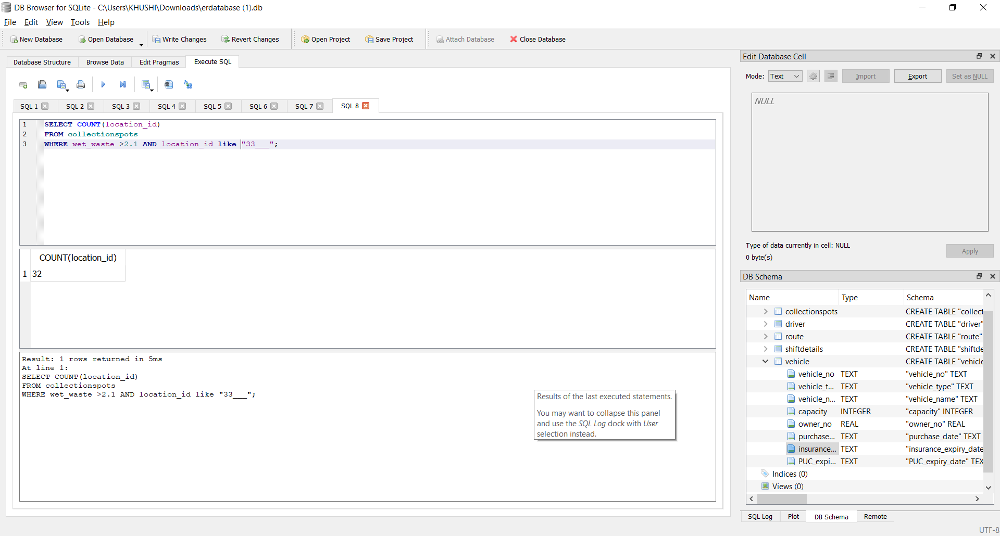 DB Browser for SQLite - C:\Users\KHUSHI\Downloads\erdatabase (1).db
File Edit View Tools Help
New Database Open Database Write Changes Revert Changes Open Project Save Project Attach Database Close Database
Database Structure Browse Data Edit Pragmas Execute SQL
SQL 1 SQL 2 SQL 3 SQL 4 SQL 5 SQL 6 SQL 7 SQL 8
1 SELECT COUNT(location_id)
2 FROM collectionspots
3 WHERE wet_waste >2.1 AND location_id like "33___";
COUNT(location_id)
1 32
Result: 1 rows returned in 5ms
At line 1:
SELECT COUNT(location_id)
FROM collectionspots
WHERE wet_waste >2.1 AND location_id like "33___";
Results of the last executed statements.
You may want to collapse this panel
and use the SQL Log dock with User
selection instead.
Edit Database Cell
Mode: Text Import Export Set as NULL
NULL
Type of data currently in cell: NULL
0 byte(s)
Apply
DB Schema
Name Type Schema
collectionspots CREATE TABLE "collect
driver CREATE TABLE "driver"
route CREATE TABLE "route"
shiftdetails CREATE TABLE "shiftde
vehicle CREATE TABLE "vehicle
vehicle_no TEXT "vehicle_no" TEXT
vehicle_t... TEXT "vehicle_type" TEXT
vehicle_n... TEXT "vehicle_name" TEXT
capacity INTEGER "capacity" INTEGER
owner_no REAL "owner_no" REAL
purchase... TEXT "purchase_date" TEXT
insurance... TEXT "insurance_expiry_date
PUC_expi... TEXT "PUC_expiry_date" TEX
Indices (0)
Views (0)
SQL Log Plot DB Schema Remote
UTF-8